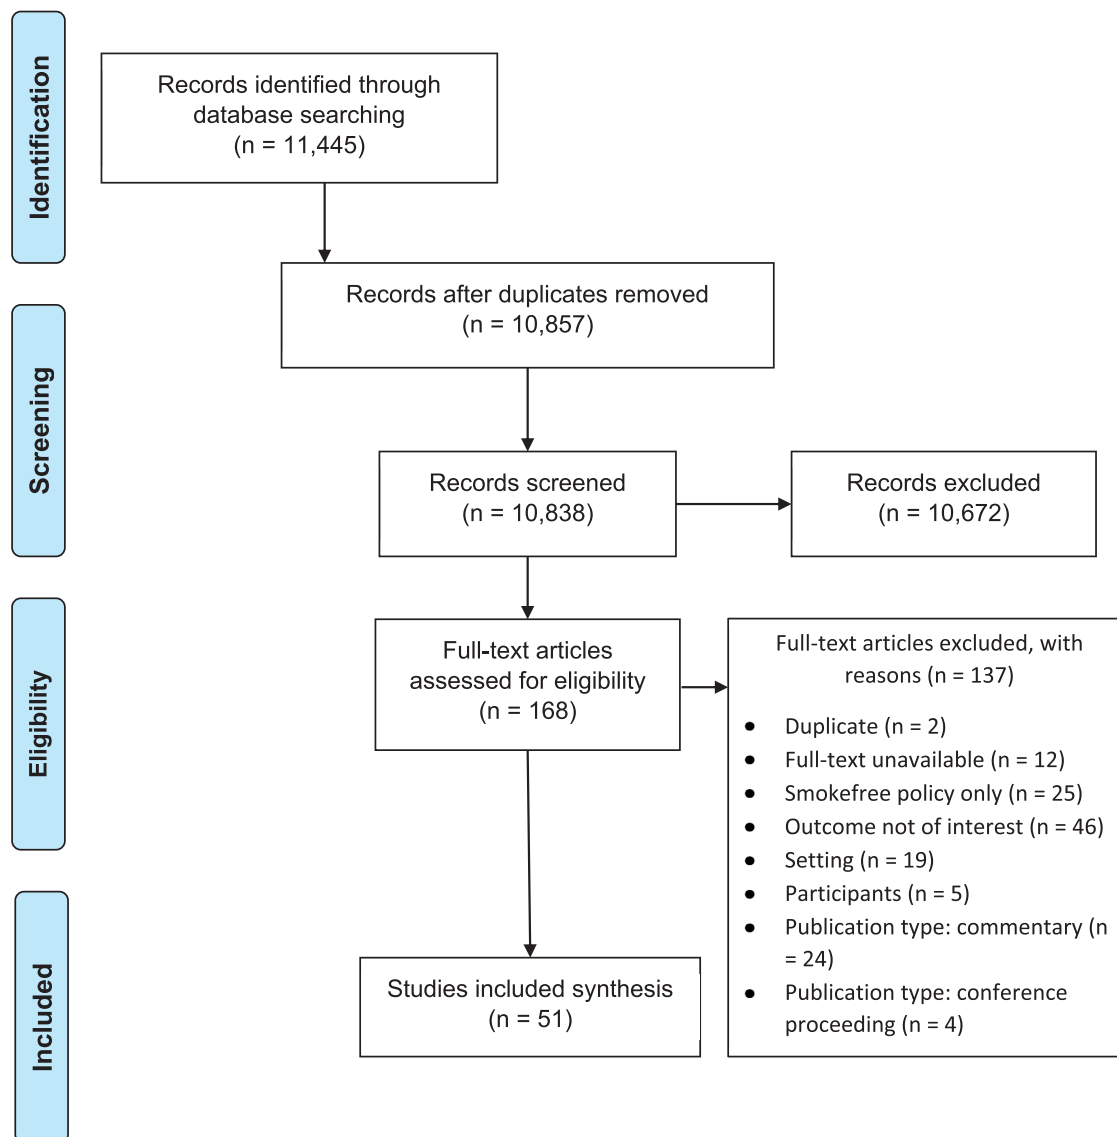 Identification
Records identified through
database searching
(n = 11,445)
Records after duplicates removed
(n = 10,857)
Screening
Records screened
(n = 10,838)
Records excluded
(n = 10,672)
Eligibility
Full-text articles
assessed for eligibility
(n = 168)
Full-text articles excluded, with
reasons (n = 137)
• Duplicate (n = 2)
• Full-text unavailable (n = 12)
• Smokefree policy only (n = 25)
• Outcome not of interest (n = 46)
• Setting (n = 19)
• Participants (n = 5)
• Publication type: commentary (n
= 24)
• Publication type: conference
proceeding (n = 4)
Included
Studies included synthesis
(n = 51)